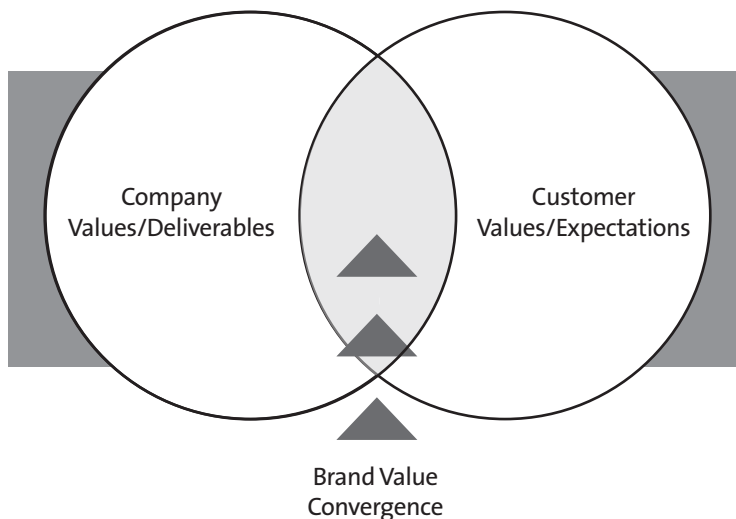 Company
Values/Deliverables
Customer
Values/Expectations
Brand Value
Convergence